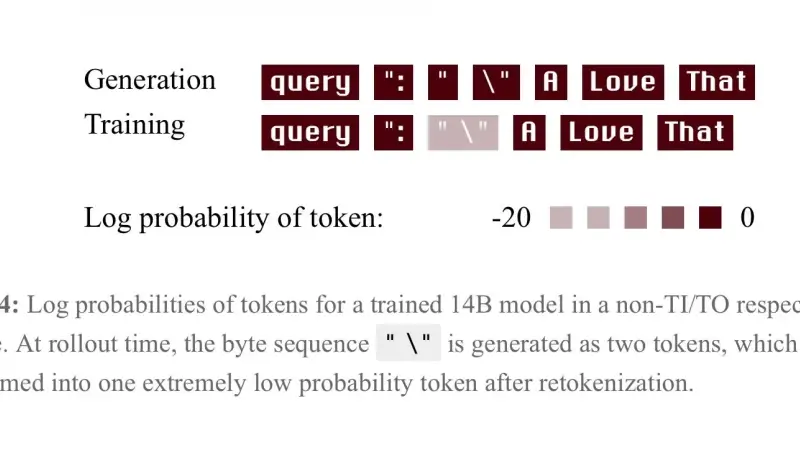 Generation query ": " \" A Love That
Training query ": " \" A Love That
Log probability of token: -20 0
4: Log probabilities of tokens for a trained 14B model in a non-TI/TO
. At rollout time, the byte sequence " \" is generated as two tokens, which
into one extremely low probability token after retokenization.